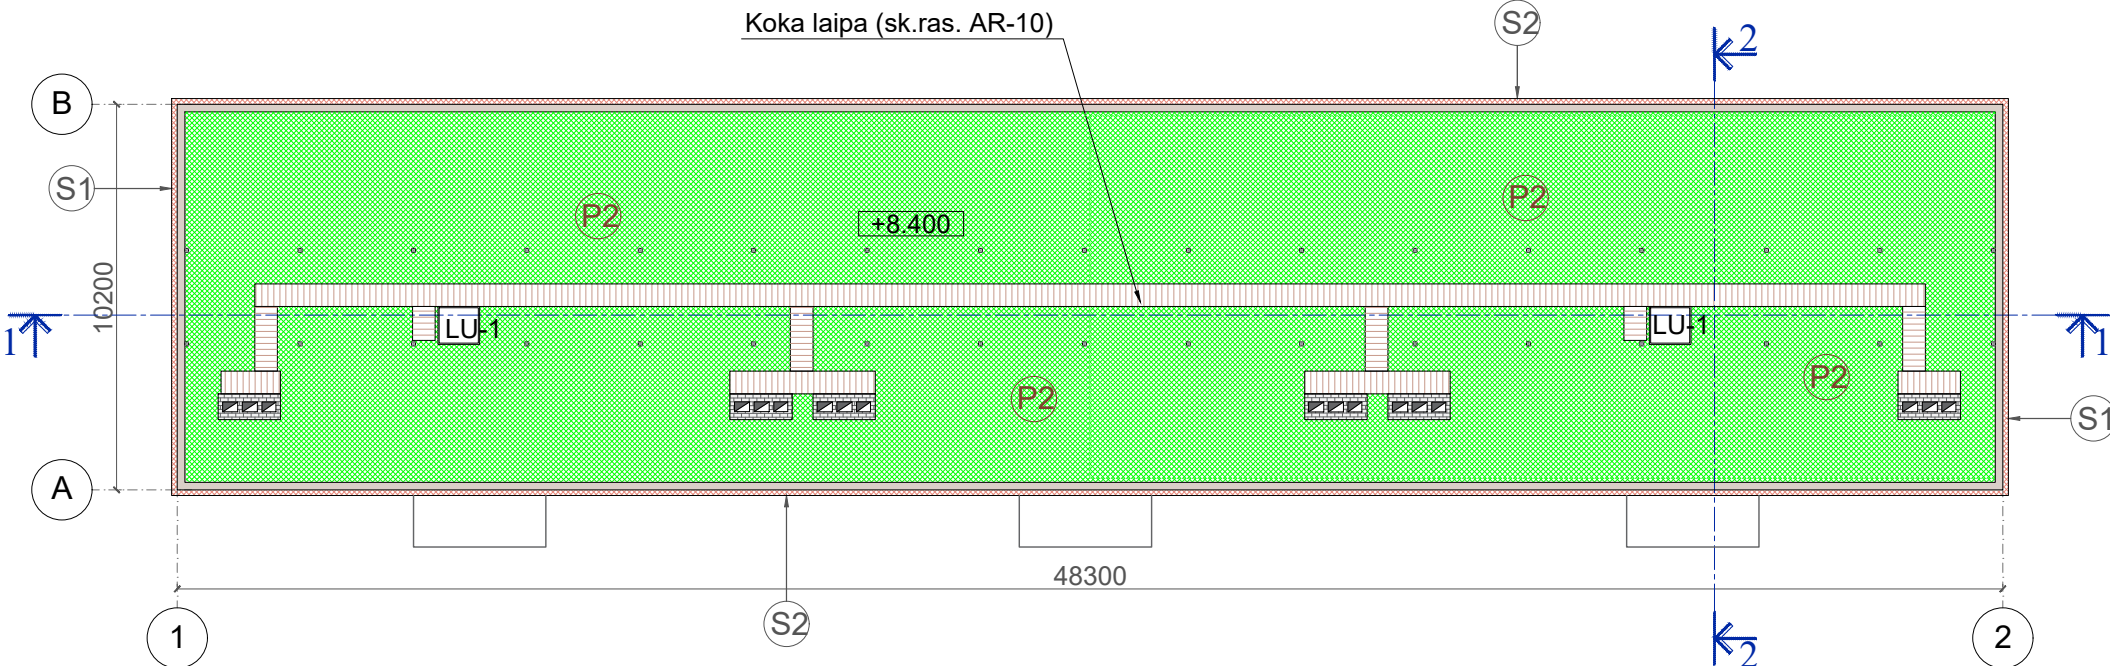 Koka laipa (sk.ras. AR-10)
S2
2
B
S1
P2
P2
+8.400
10200
1
LU-1
LU-1
1
P2
P2
S1
A
48300
S2
1
2
2